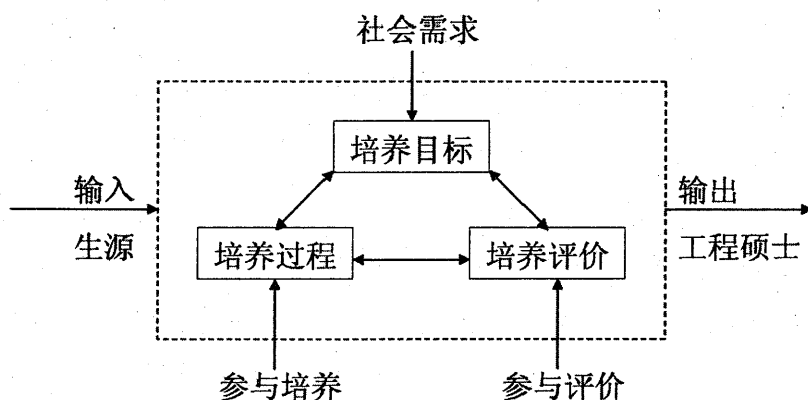 社会需求
培养目标
输入
输出
生源
培养过程
培养评价
工程硕士
参与培养
参与评价